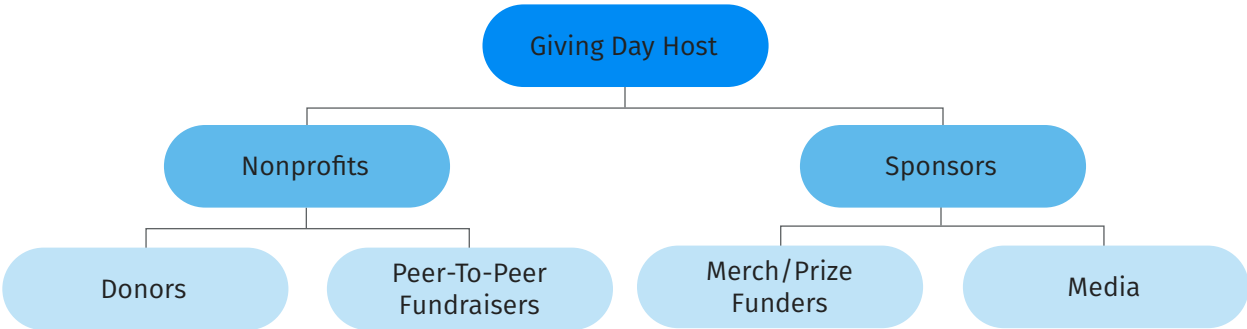 Giving Day Host
Nonprofits
Sponsors
Donors
Peer-To-Peer
Fundraisers
Merch/Prize
Funders
Media